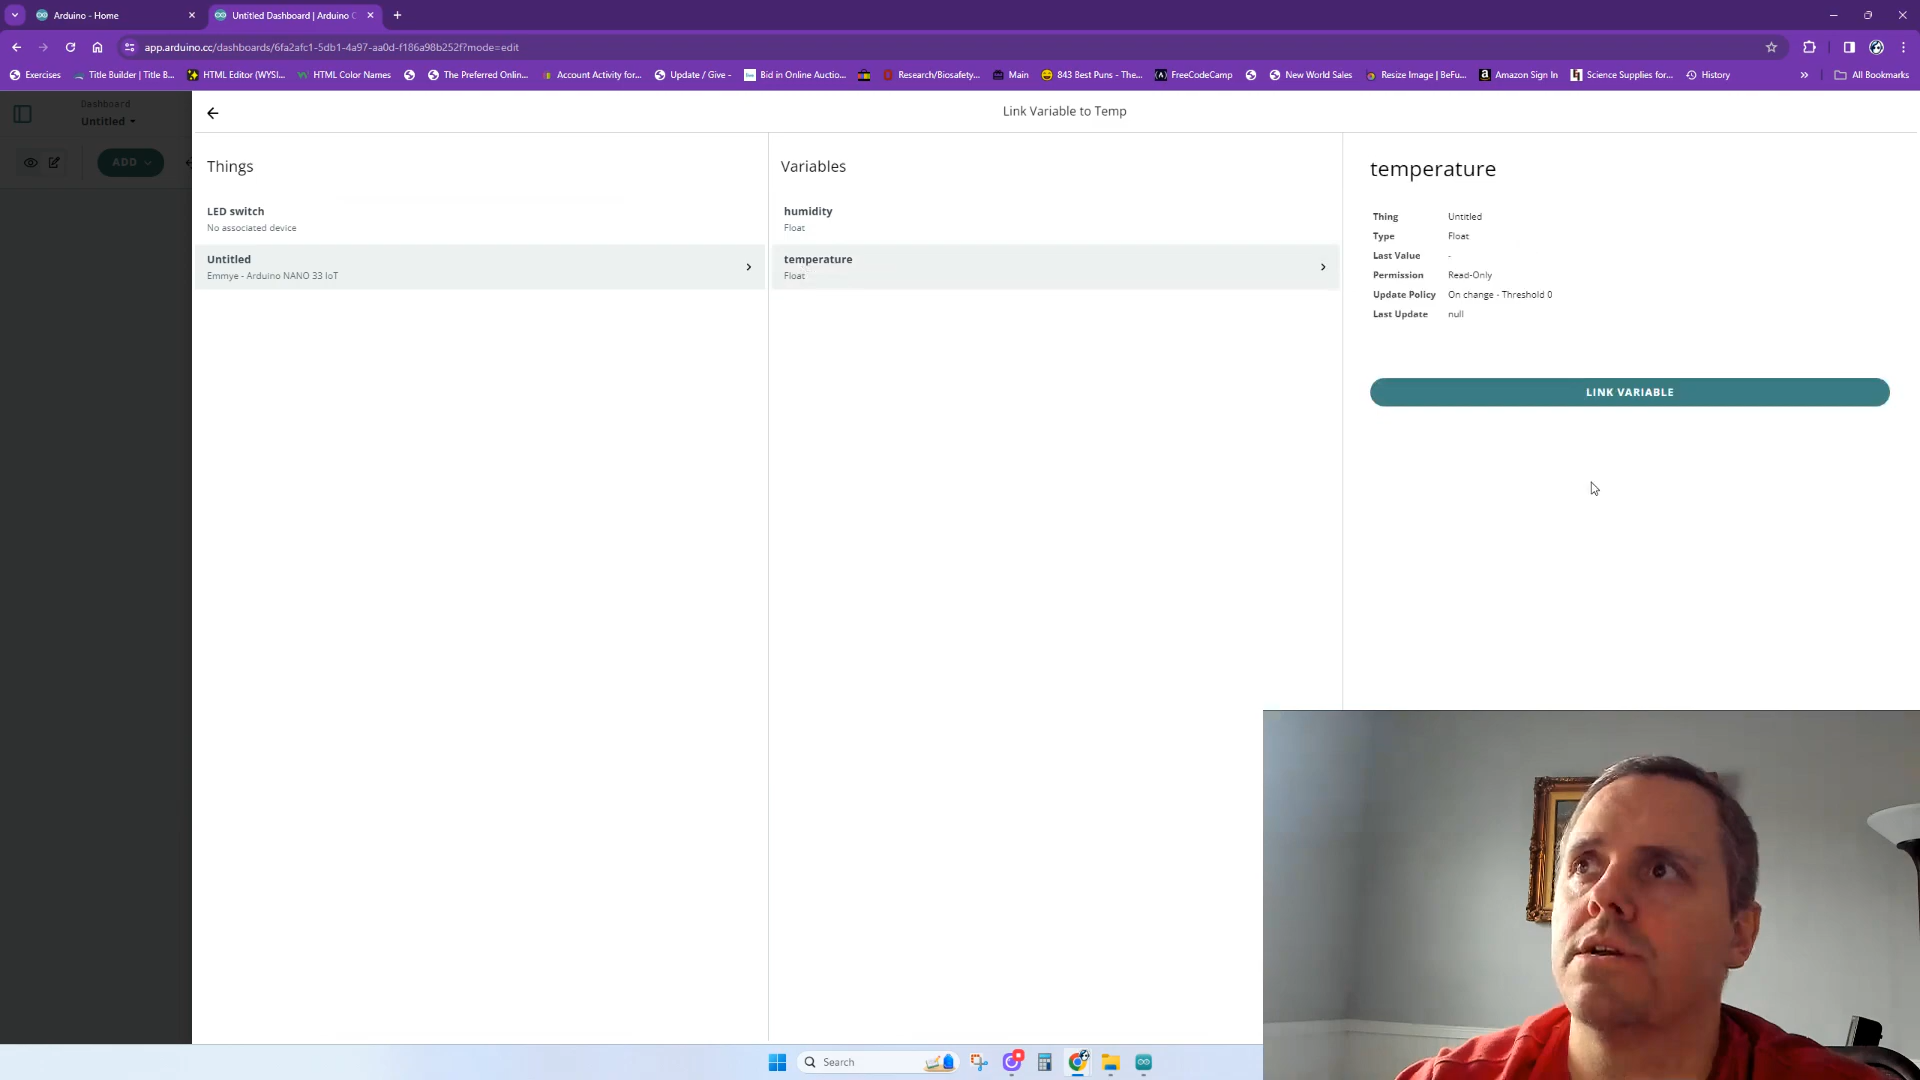 Arduino - Home
Untitled Dashboard | Arduino C
app.arduino.cc/dashboards/6fa2afc1-5db1-4a97-aa0d-f186a98b252f?mode=edit
Exercises
Title Builder | Title B...
HTML Editor (WYSI...
HTML Color Names
The Preferred Onlin...
Account Activity for...
Update / Give -
Bid in Online Auctio...
Research/Biosafety...
Main
843 Best Puns - The...
FreeCodeCamp
New World Sales
Resize Image | BeFu...
Amazon Sign In
Science Supplies for...
History
All Bookmarks
Dashboard
Untitled
ADD
Link Variable to Temp
Things
LED switch
No associated device
Untitled
Emmye - Arduino NANO 33 IoT
Variables
humidity
Float
temperature
Float
temperature
Thing Untitled
Type Float
Last Value -
Permission Read-Only
Update Policy On change - Threshold 0
Last Update null
LINK VARIABLE
Search